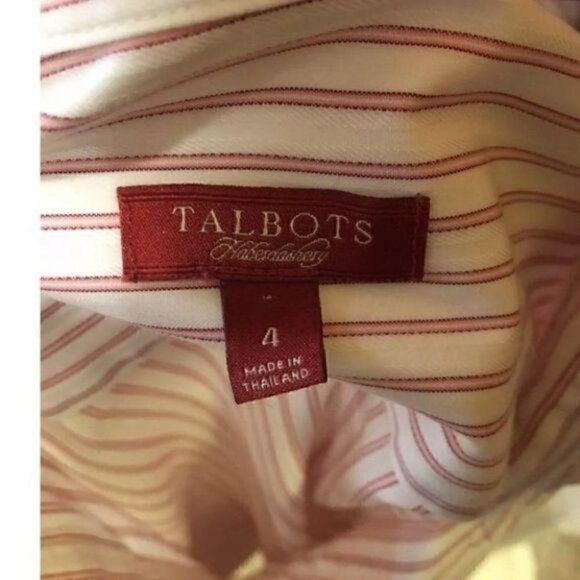 TALBOTS
Haberdashery
4
MADE IN
THAILAND